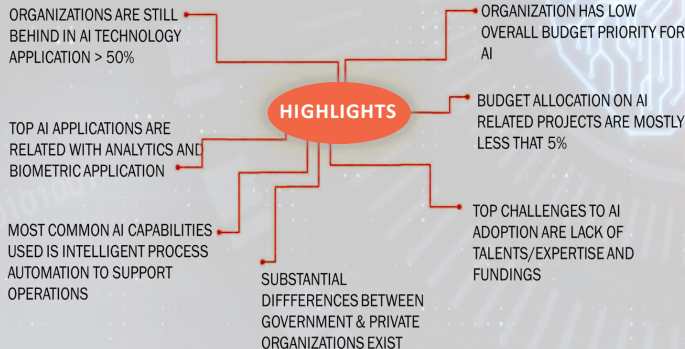 ORGANIZATIONS ARE STILL
BEHIND IN AI TECHNOLOGY
APPLICATION > 50%
ORGANIZATION HAS LOW
OVERALL BUDGET PRIORITY FOR
AI
HIGHLIGHTS
BUDGET ALLOCATION ON AI
RELATED PROJECTS ARE MOSTLY
LESS THAT 5%
TOP AI APPLICATIONS ARE
RELATED WITH ANALYTICS AND
BIOMETRIC APPLICATION
MOST COMMON AI CAPABILITIES
USED IS INTELLIGENT PROCESS
AUTOMATION TO SUPPORT
OPERATIONS
TOP CHALLENGES TO AI
ADOPTION ARE LACK OF
TALENTS/EXPERTISE AND
FUNDINGS
SUBSTANTIAL
DIFFFERENCES BETWEEN
GOVERNMENT & PRIVATE
ORGANIZATIONS EXIST